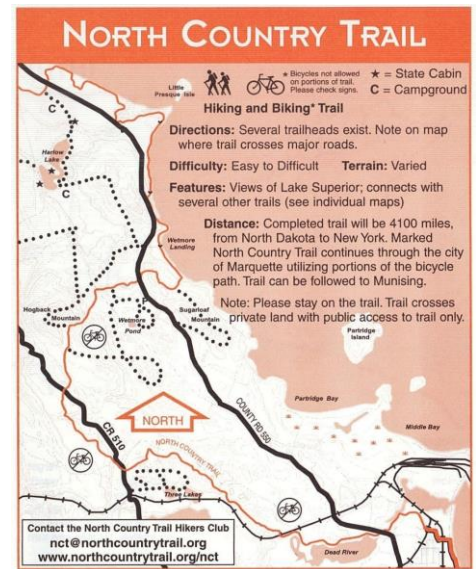 NORTH COUNTRY TRAIL
Little
Presque Isle
* Bicycles not allowed
on portions of trail.
Please check signs.
★ = State Cabin
C = Campground
Hiking and Biking* Trail
Directions: Several trailheads exist. Note on map
where trail crosses major roads.
Difficulty: Easy to Difficult Terrain: Varied
Features: Views of Lake Superior; connects with
several other trails (see individual maps)
Distance: Completed trail will be 4100 miles,
from North Dakota to New York. Marked
North Country Trail continues through the city
of Marquette utilizing portions of the bicycle
path. Trail can be followed to Munising.
Note: Please stay on the trail. Trail crosses
private land with public access to trail only.
C
Harlow
Lake
C
Wetmore
Landing
Hogback
Mountain
P
Wetmore
Pond
Sugarloaf
Mountain
Partridge
Island
NORTH
COUNTY RD 550
Partridge Bay
Middle Bay
CR 510
NORTH COUNTRY TRAIL
Three Lakes
Dead River
Contact the North Country Trail Hikers Club
nct@northcountrytrail.org
www.northcountrytrail.org/nct